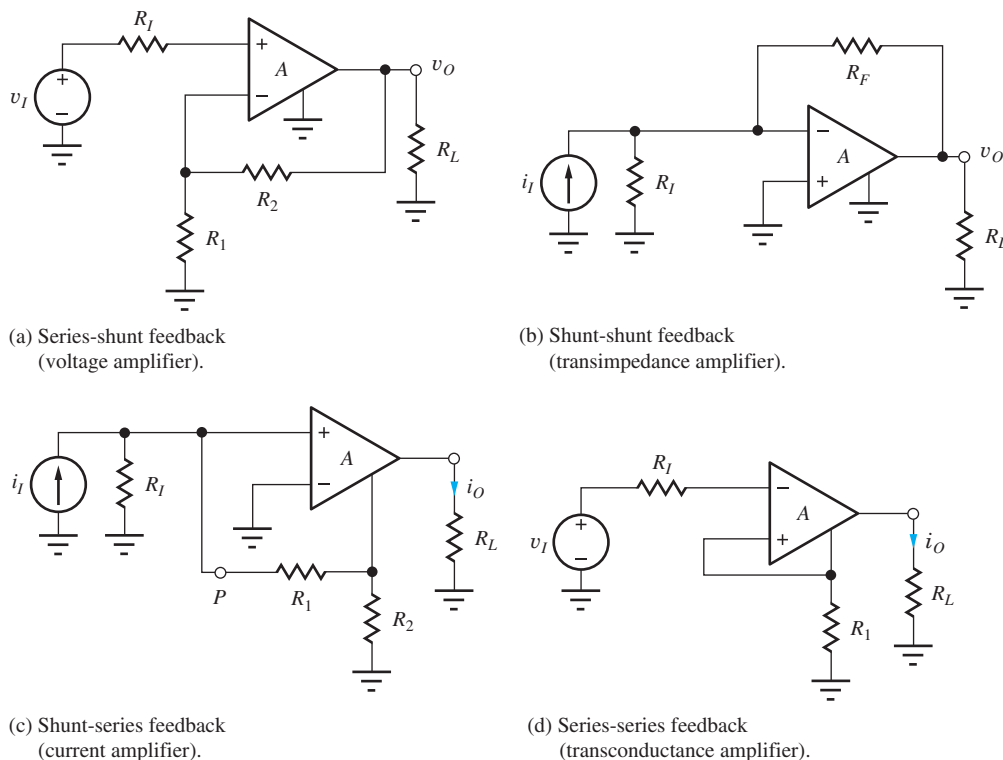 R_I
+
A
v_O
+
v_I
−
−
R_L
R_2
R_1
(a) Series-shunt feedback
(voltage amplifier).
R_F
−
A
v_O
i_I
R_I
+
R_L
(b) Shunt-shunt feedback
(transimpedance amplifier).
+
A
i_I
R_I
−
i_O
R_L
P
R_1
R_2
(c) Shunt-series feedback
(current amplifier).
R_I
−
A
+
v_I
−
+
i_O
R_L
R_1
(d) Series-series feedback
(transconductance amplifier).